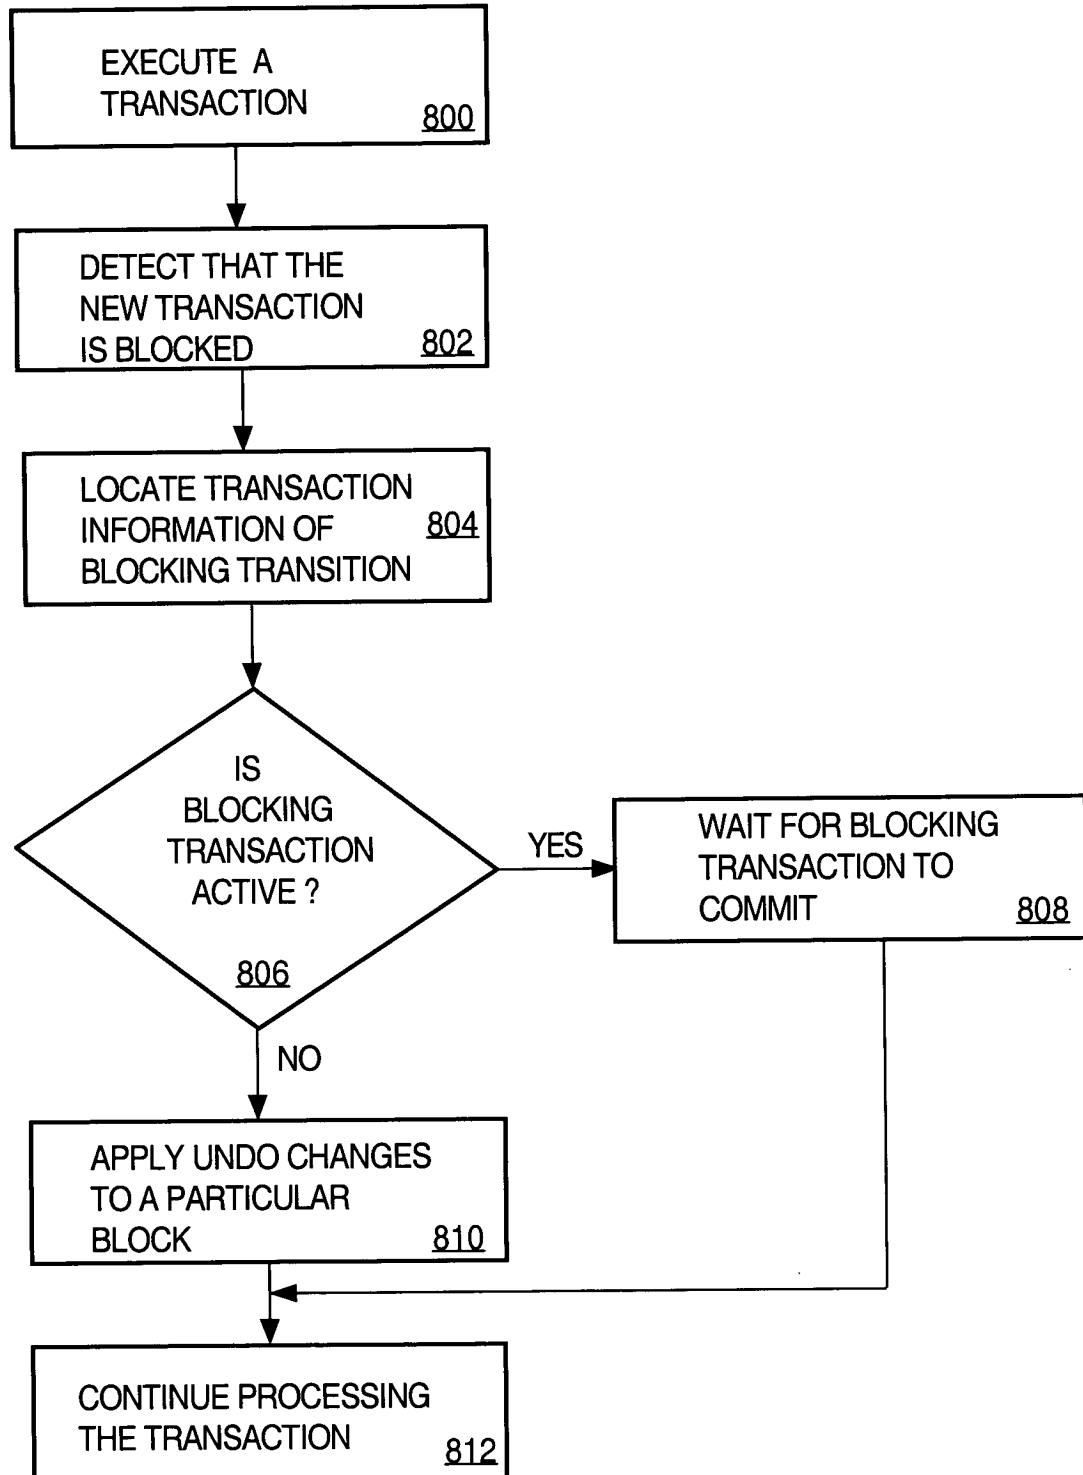 EXECUTE A
TRANSACTION
800
DETECT THAT THE
NEW TRANSACTION
IS BLOCKED
802
LOCATE TRANSACTION
INFORMATION OF
804
BLOCKING TRANSITION
IS
BLOCKING
TRANSACTION
ACTIVE ?
806
YES
WAIT FOR BLOCKING
TRANSACTION TO
COMMIT
808
NO
APPLY UNDO CHANGES
TO A PARTICULAR
BLOCK
810
CONTINUE PROCESSING
THE TRANSACTION
812